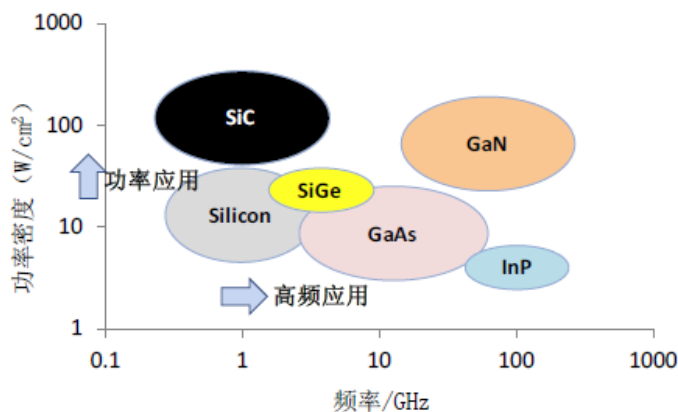 1000
100
10
1
功率密度（W/cm²）
SiC
GaN
功率应用
SiGe
Silicon
GaAs
InP
高频应用
0.1
1
10
100
1000
频率/GHz